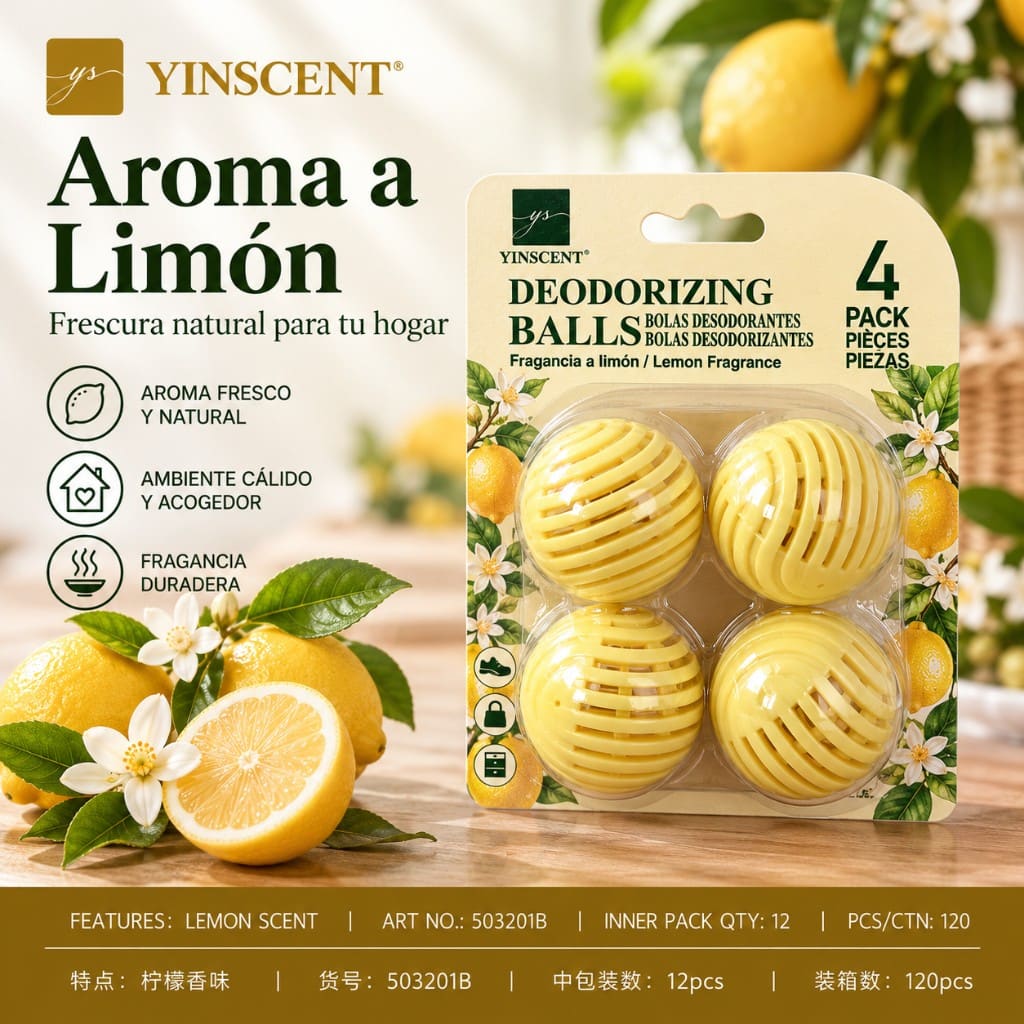 ys YINSCENT®
Aroma a
Limón
Frescura natural para tu hogar
AROMA FRESCO
Y NATURAL
AMBIENTE CÁLIDO
Y ACOGEDOR
FRAGANCIA
DURADERA
ys
YINSCENT®
DEODORIZING
BALLS BOLAS DESODORANTES
BOLAS DESODORIZANTES
Fragancia a limón / Lemon Fragrance
4
PACK
PIÈCES
PIEZAS
FEATURES: LEMON SCENT | ART NO.: 503201B | INNER PACK QTY: 12 | PCS/CTN: 120
特点：柠檬香味 | 货号：503201B | 中包装数：12pcs | 装箱数：120pcs